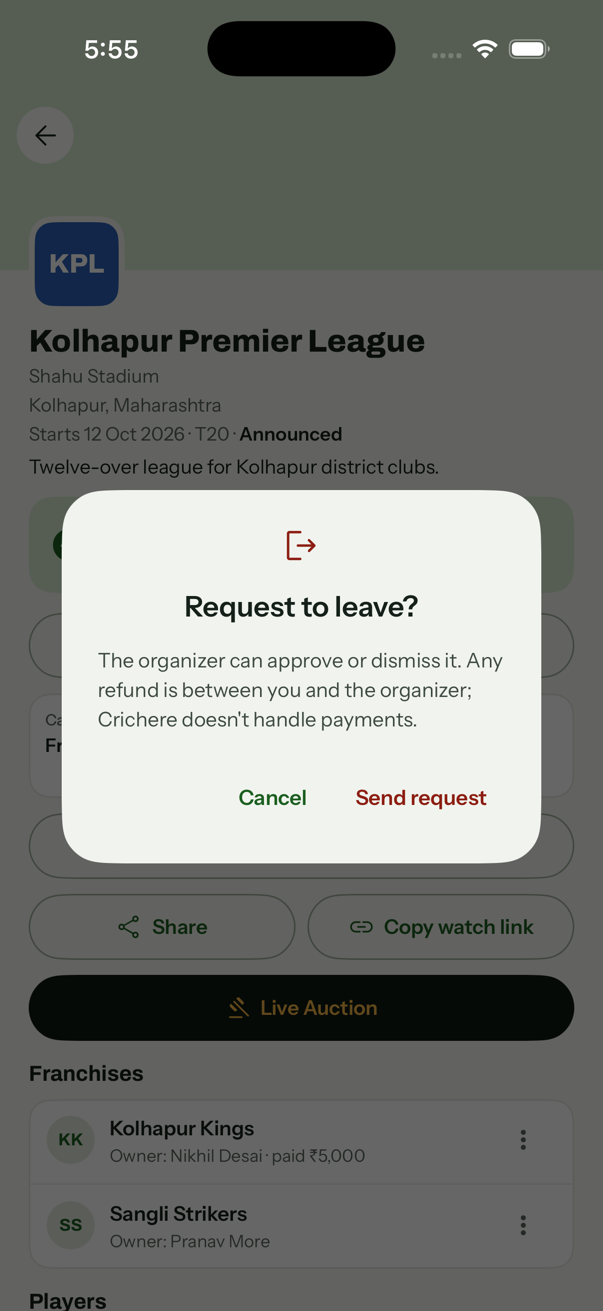 5:55
KPL
Kolhapur Premier League
Shahu Stadium
Kolhapur, Maharashtra
Starts 12 Oct 2026 · T20 · Announced
Twelve-over league for Kolhapur district clubs.
Request to leave?
The organizer can approve or dismiss it. Any
refund is between you and the organizer;
Crichere doesn't handle payments.
Cancel
Send request
Share
Copy watch link
Live Auction
Franchises
KK
Kolhapur Kings
Owner: Nikhil Desai · paid ₹5,000
SS
Sangli Strikers
Owner: Pranav More
Players